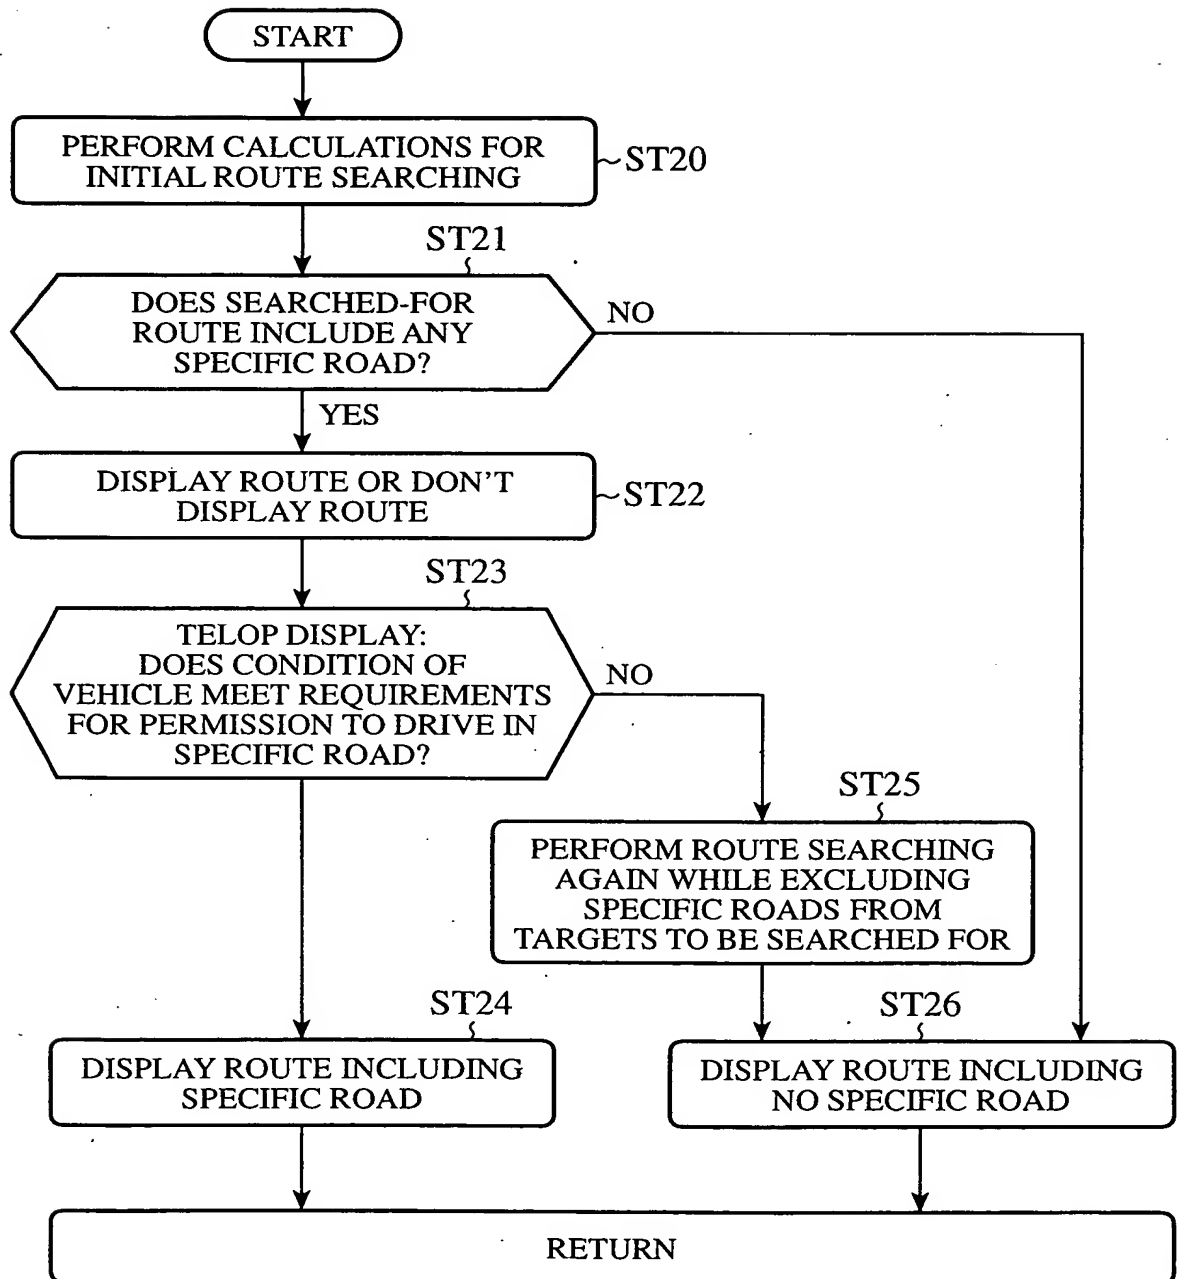 START
PERFORM CALCULATIONS FOR
INITIAL ROUTE SEARCHING
ST20
ST21
DOES SEARCHED-FOR
ROUTE INCLUDE ANY
SPECIFIC ROAD?
NO
YES
DISPLAY ROUTE OR DON'T
DISPLAY ROUTE
ST22
ST23
TELOP DISPLAY:
DOES CONDITION OF
VEHICLE MEET REQUIREMENTS
FOR PERMISSION TO DRIVE IN
SPECIFIC ROAD?
NO
ST25
PERFORM ROUTE SEARCHING
AGAIN WHILE EXCLUDING
SPECIFIC ROADS FROM
TARGETS TO BE SEARCHED FOR
ST24
DISPLAY ROUTE INCLUDING
SPECIFIC ROAD
ST26
DISPLAY ROUTE INCLUDING
NO SPECIFIC ROAD
RETURN